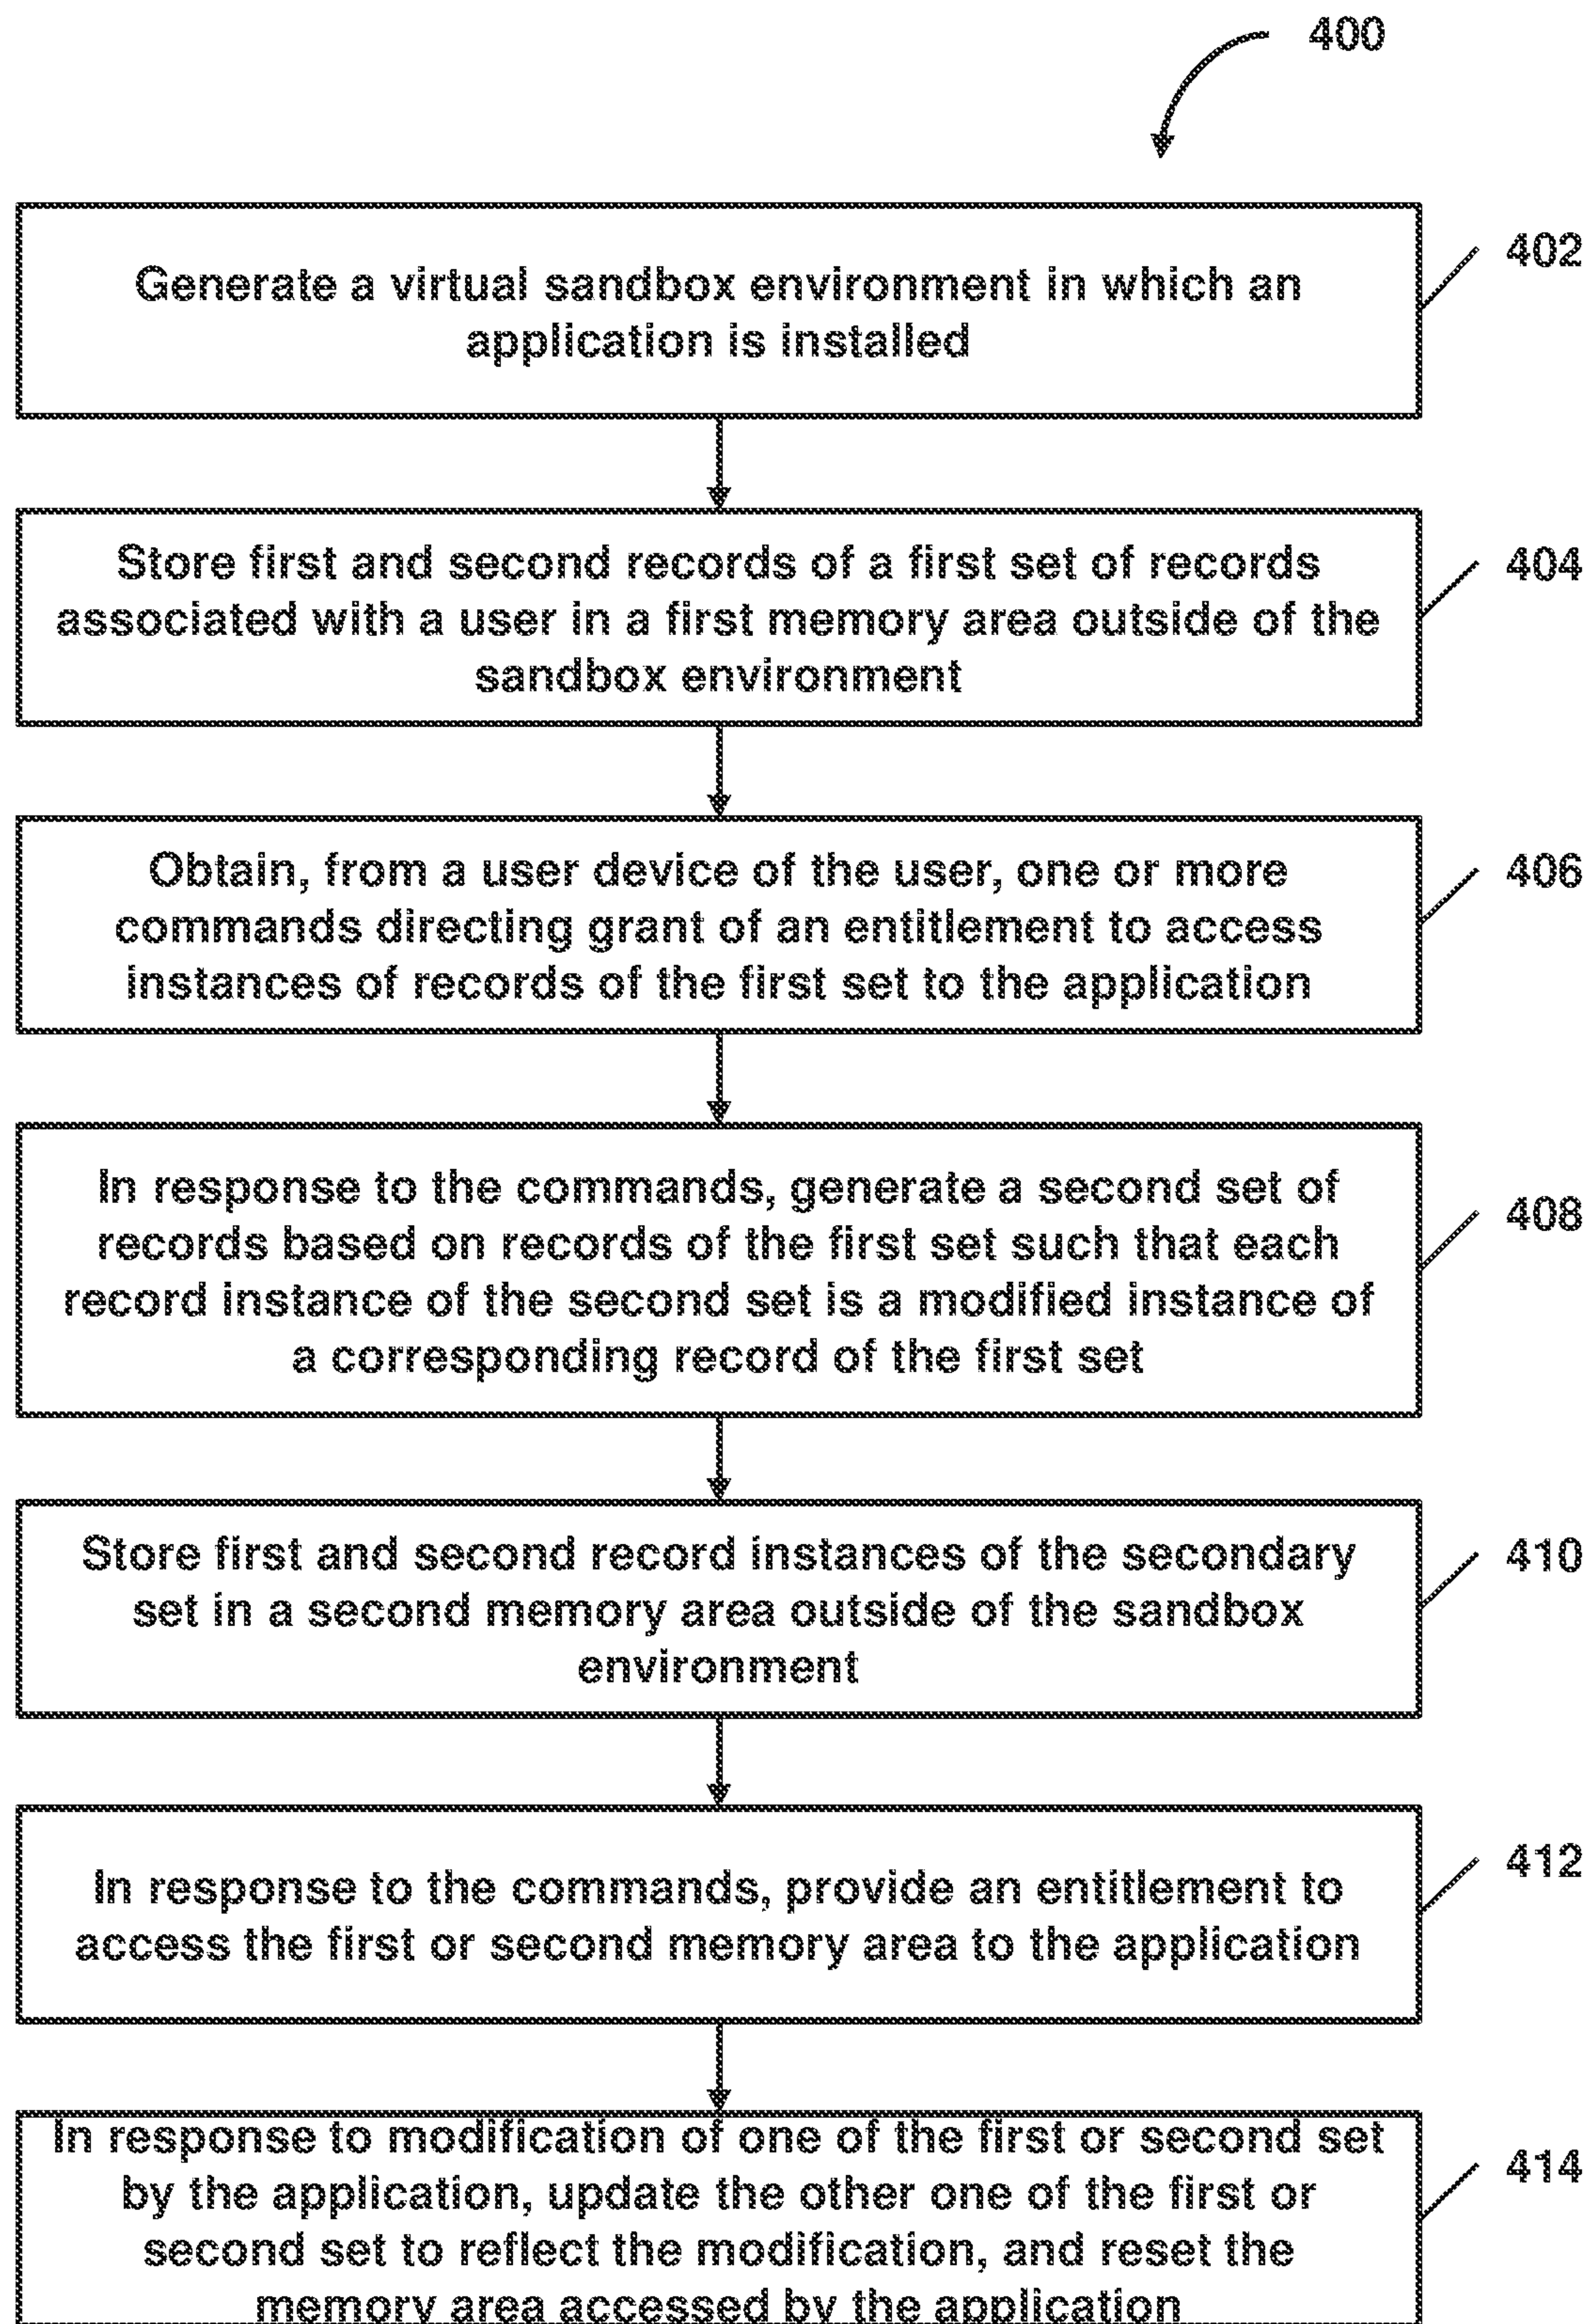 400
Generate a virtual sandbox environment in which an
application is installed
402
Store first and second records of a first set of records
associated with a user in a first memory area outside of the
sandbox environment
404
Obtain, from a user device of the user, one or more
commands directing grant of an entitlement to access
instances of records of the first set to the application
406
In response to the commands, generate a second set of
records based on records of the first set such that each
record instance of the second set is a modified instance of
a corresponding record of the first set
408
Store first and second record instances of the secondary
set in a second memory area outside of the sandbox
environment
410
In response to the commands, provide an entitlement to
access the first or second memory area to the application
412
In response to modification of one of the first or second set
by the application, update the other one of the first or
second set to reflect the modification, and reset the
memory area accessed by the application
414